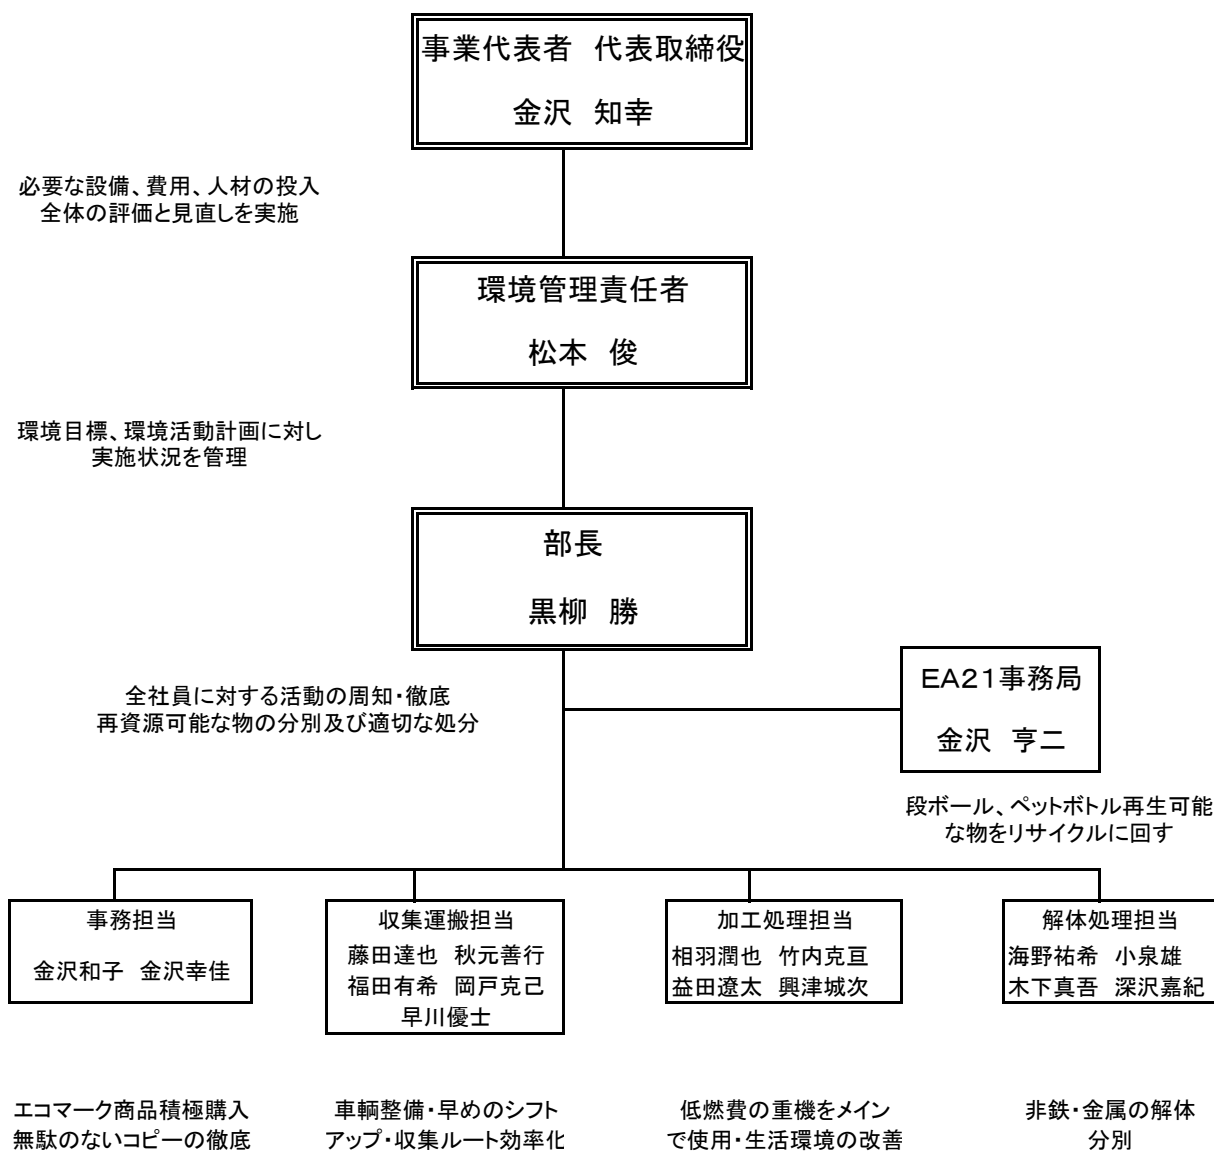 事業代表者 代表取締役
金沢 知幸
必要な設備、費用、人材の投入
全体の評価と見直しを実施
環境管理責任者
松本 俊
環境目標、環境活動計画に対し
実施状況を管理
部長
黒柳 勝
全社員に対する活動の周知・徹底
再資源可能な物の分別及び適切な処分
EA21事務局
金沢 亨二
段ボール、ペットボトル再生可能
な物をリサイクルに回す
事務担当
金沢和子 金沢幸佳
収集運搬担当
藤田達也 秋元善行
福田有希 岡戸克己
早川優士
加工処理担当
相羽潤也 竹内克亘
益田遼太 興津城次
解体処理担当
海野祐希 小泉雄
木下真吾 深沢嘉紀
エコマーク商品積極購入
無駄のないコピーの徹底
車輌整備・早めのシフト
アップ・収集ルート効率化
低燃費の重機をメイン
で使用・生活環境の改善
非鉄・金属の解体
分別